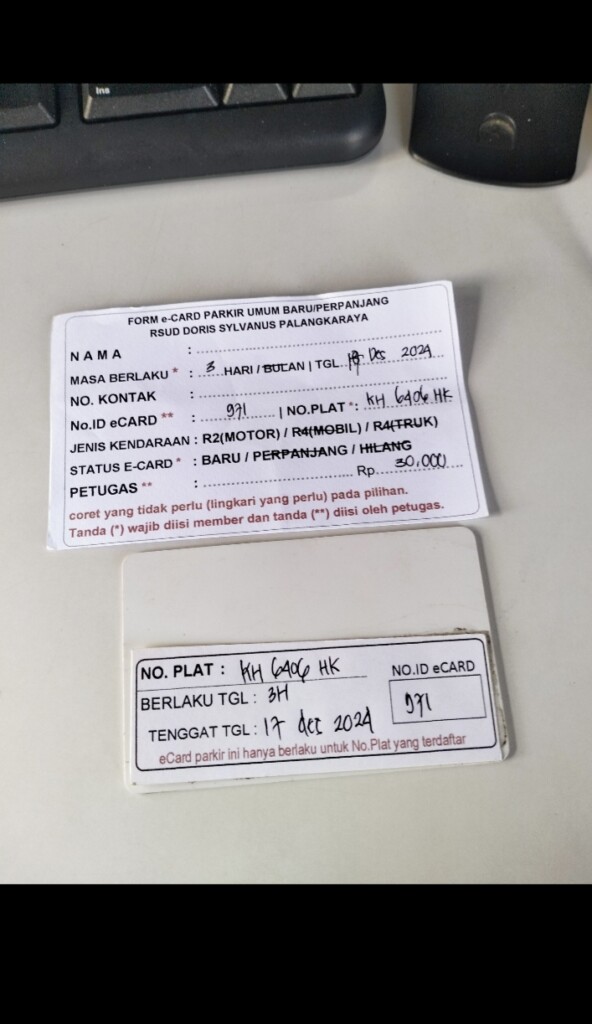 Ins
FORM e-CARD PARKIR UMUM BARU/PERPANJANG
RSUD DORIS SYLVANUS PALANGKARAYA
N A M A :
MASA BERLAKU * : 3 HARI / BULAN | TGL. 17 Des 2024
NO. KONTAK :
No.ID eCARD ** : 971 | NO.PLAT *: KH 6406 HK
JENIS KENDARAAN : R2(MOTOR) / R4(MOBIL) / R4(TRUK)
STATUS E-CARD * : BARU / PERPANJANG / HILANG
PETUGAS ** : Rp. 30.000
coret yang tidak perlu (lingkari yang perlu) pada pilihan.
Tanda (*) wajib diisi member dan tanda (**) diisi oleh petugas.
NO. PLAT : KH 6406 HK
NO.ID eCARD
BERLAKU TGL : 3H
971
TENGGAT TGL : 17 des 2024
eCard parkir ini hanya berlaku untuk No.Plat yang terdaftar